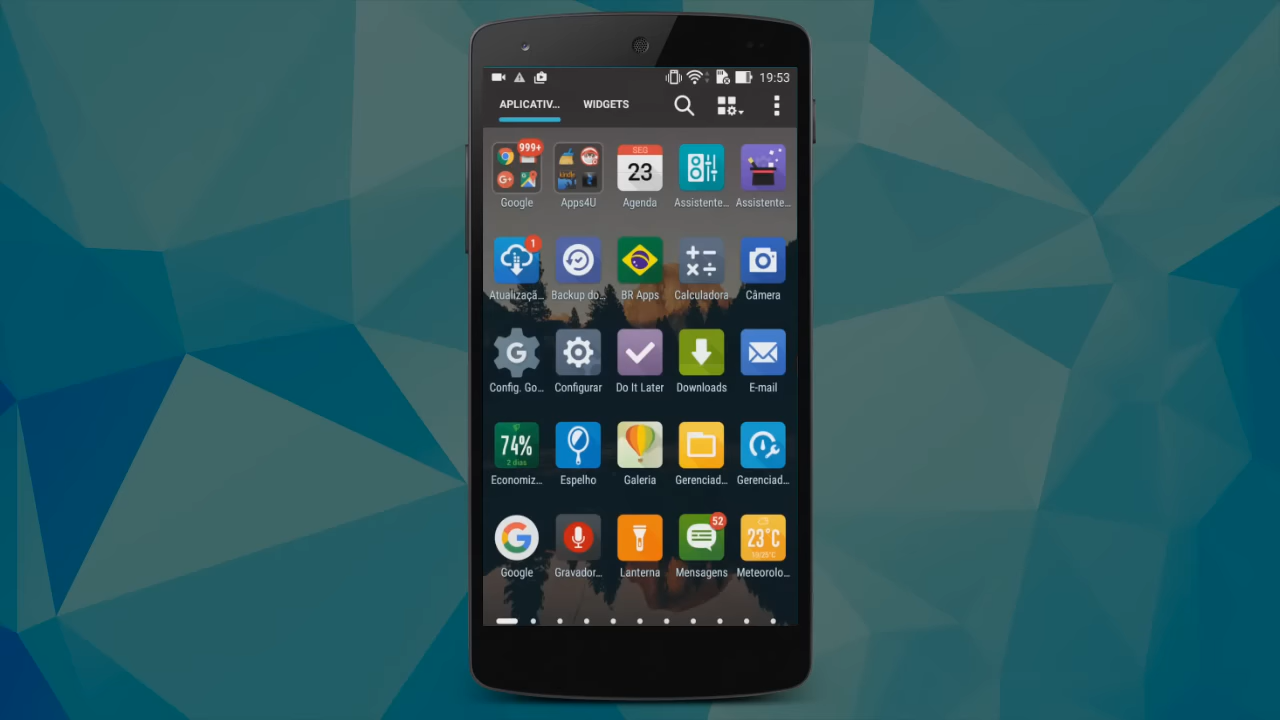 19:53
APLICATIV... WIDGETS
999+ SEG 23
kindle
Google Apps4U Agenda Assistente... Assistente...
1
Atualizaçã... Backup do... BR Apps Calculadora Câmera
Config. Go... Configurar Do It Later Downloads E-mail
74%
2 dias
Economiz... Espelho Galeria Gerenciad... Gerenciad...
52
23°C
Google Gravador... Lanterna Mensagens Meteorolo...